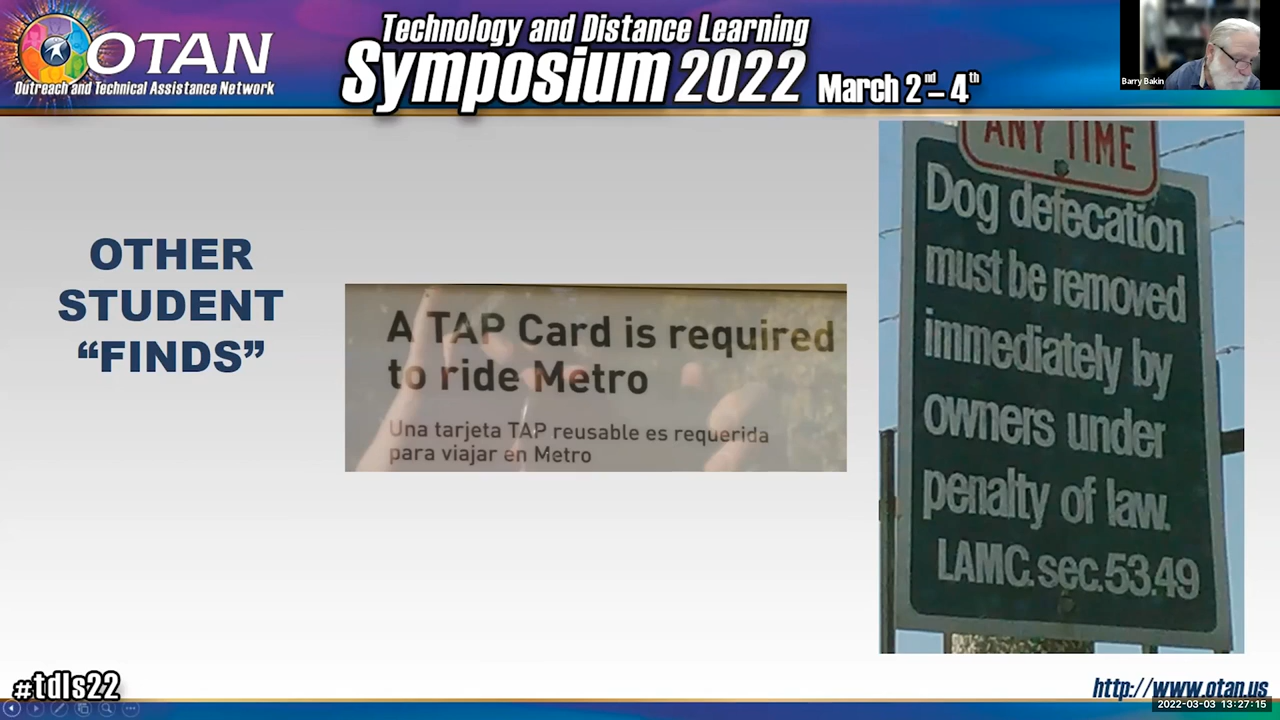 OTAN
Outreach and Technical Assistance Network
Technology and Distance Learning
Symposium 2022 March 2nd – 4th
Barry Bakin
OTHER
STUDENT
“FINDS”
A TAP Card is required
to ride Metro
Una tarjeta TAP reusable es requerida
para viajar en Metro
ANY TIME
Dog defecation
must be removed
immediately by
owners under
penalty of law.
LAMC.sec.53.49
#tdls22
http://www.otan.us
2022-03-03 13:27:15